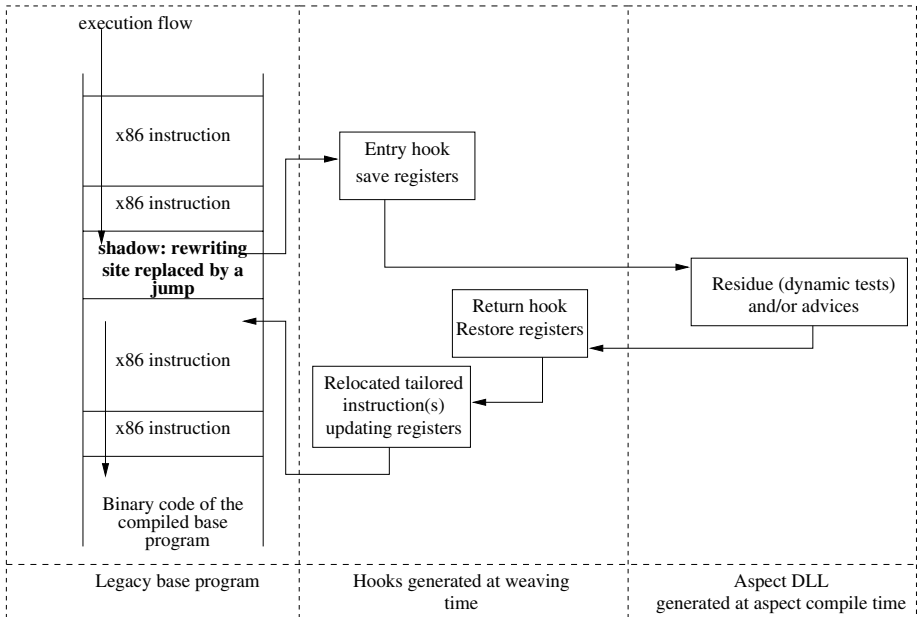 execution flow
x86 instruction
x86 instruction
shadow: rewriting
site replaced by a
jump
x86 instruction
x86 instruction
Binary code of the
compiled base
program
Entry hook
save registers
Residue (dynamic tests)
and/or advices
Return hook
Restore registers
Relocated tailored
instruction(s)
updating registers
Legacy base program
Hooks generated at weaving
time
Aspect DLL
generated at aspect compile time